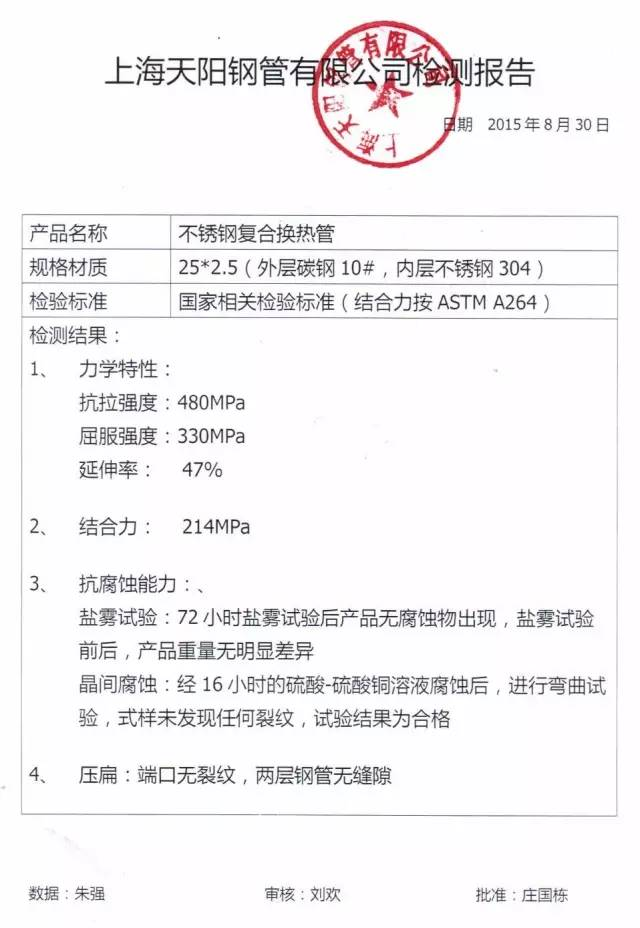 上海天阳钢管有限公司检测报告
上海天阳钢管有限公司
日期 2015年8月30日
产品名称 不锈钢复合换热管
规格材质 25*2.5（外层碳钢10#，内层不锈钢304）
检验标准 国家相关检验标准（结合力按ASTM A264）
检测结果：
1、 力学特性：
抗拉强度：480MPa
屈服强度：330MPa
延伸率： 47%
2、 结合力： 214MPa
3、 抗腐蚀能力：、
盐雾试验：72小时盐雾试验后产品无腐蚀物出现，盐雾试验
前后，产品重量无明显差异
晶间腐蚀：经16小时的硫酸-硫酸铜溶液腐蚀后，进行弯曲试
验，式样未发现任何裂纹，试验结果为合格
4、 压扁：端口无裂纹，两层钢管无缝隙
数据：朱强 审核：刘欢 批准：庄国栋